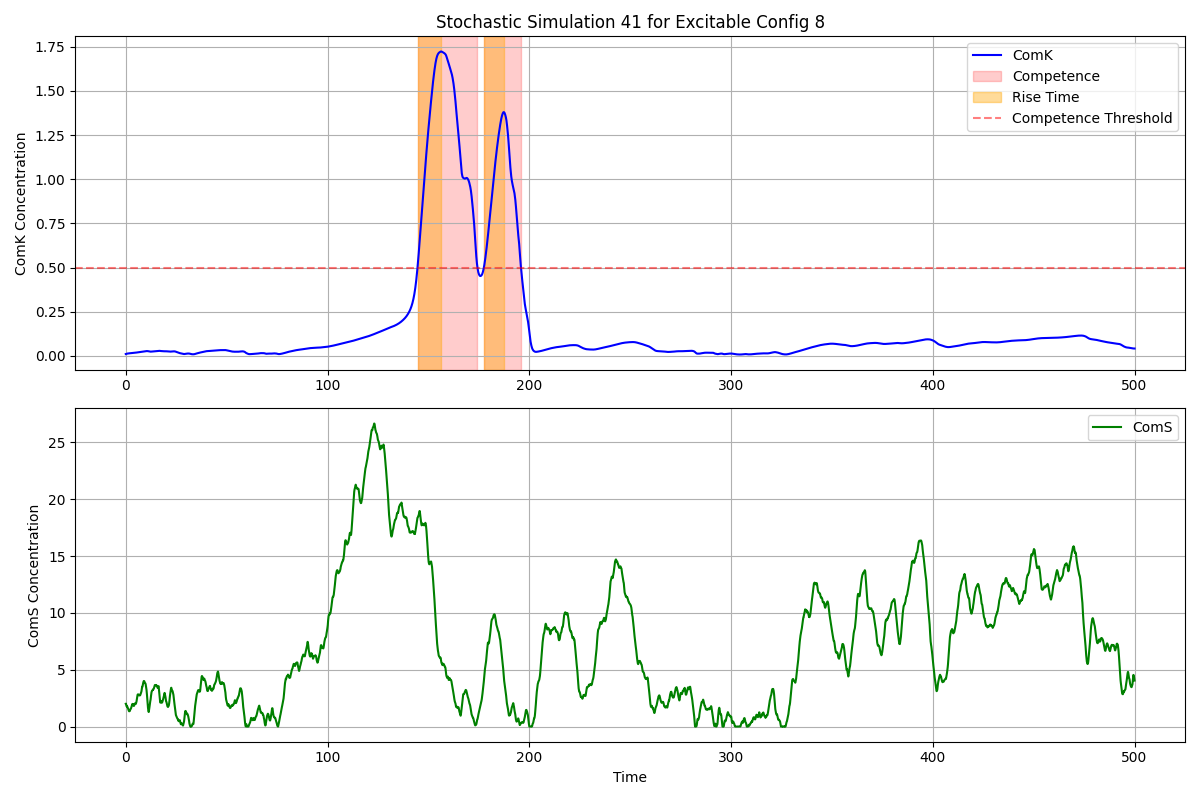 Stochastic Simulation 41 for Excitable Config 8
ComK Concentration
1.75
1.50
1.25
1.00
0.75
0.50
0.25
0.00
ComK
Competence
Rise Time
Competence Threshold
0 100 200 300 400 500
ComS Concentration
25
20
15
10
5
0
ComS
0 100 200 300 400 500
Time